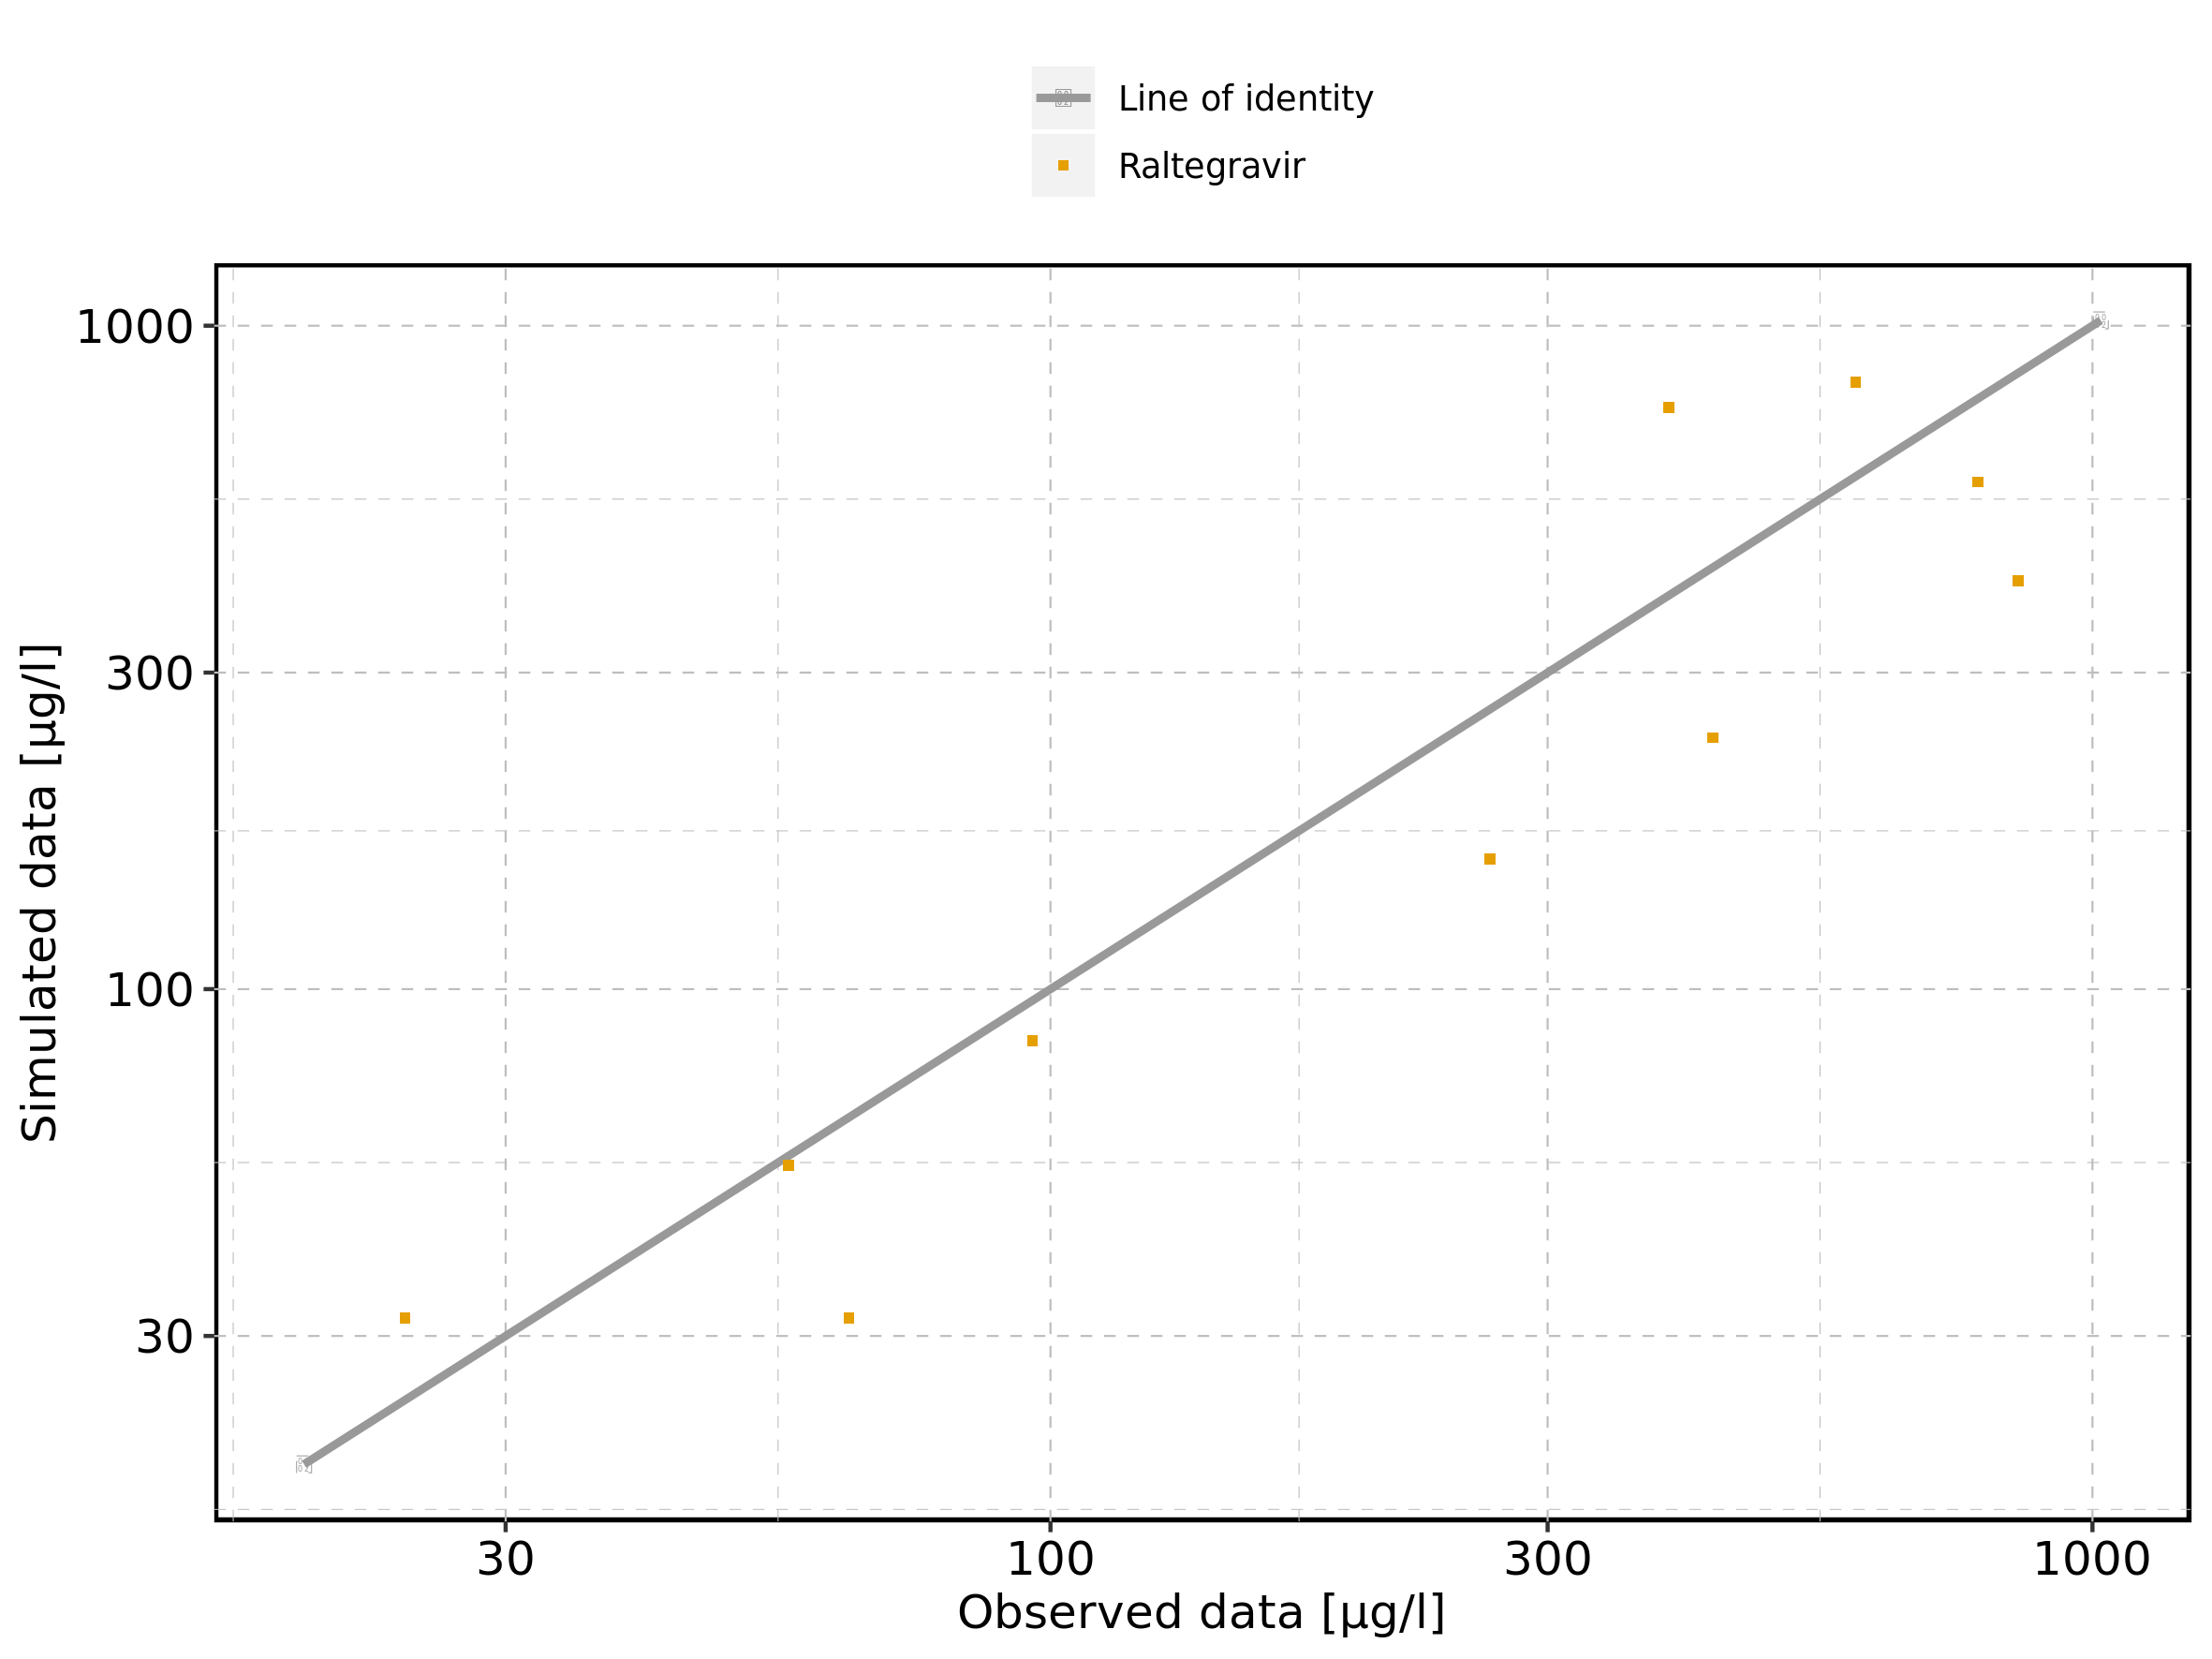 Line of identity
Raltegravir
1000
300
100
30
Simulated data [µg/l]
30 100 300 1000
Observed data [µg/l]